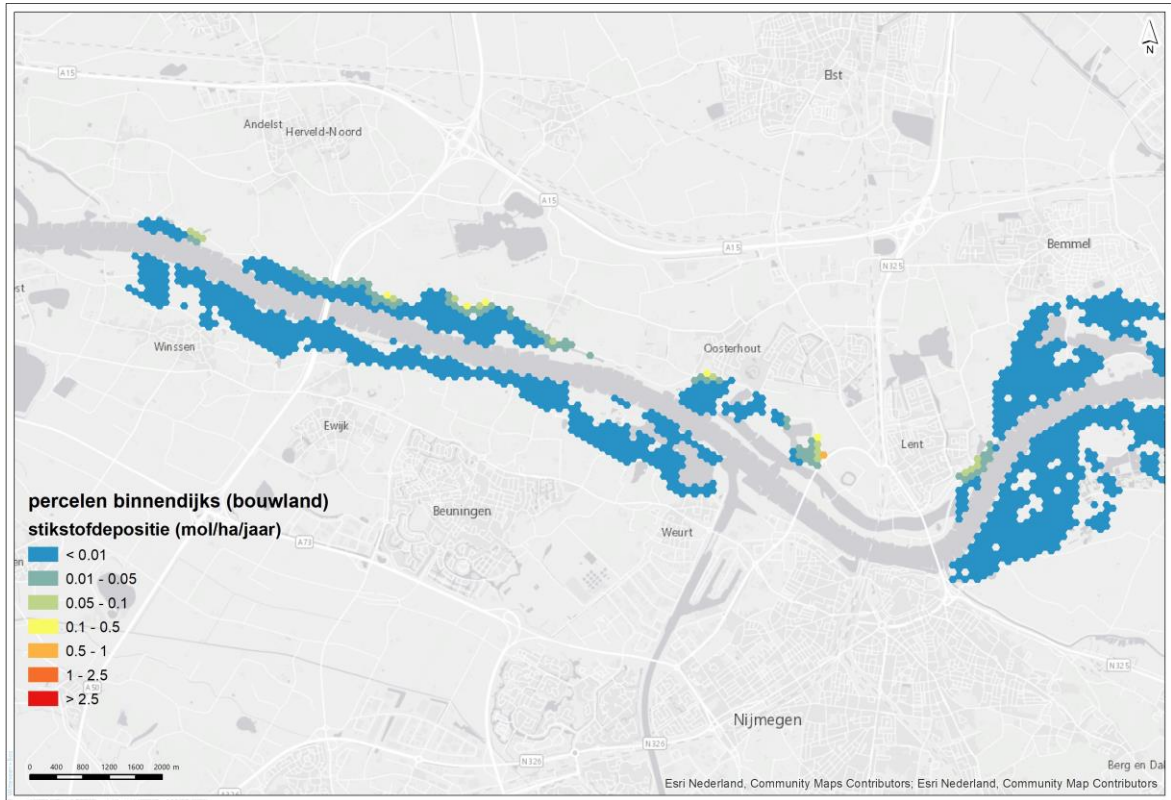 N
A15
Elst
Andelst
Herveld-Noord
A15
A15
Bemmel
N325
Oosterhout
Winssen
Ewijk
Lent
percelen binnendijks (bouwland)
stikstofdepositie (mol/ha/jaar)
< 0.01
0.01 - 0.05
0.05 - 0.1
0.1 - 0.5
0.5 - 1
1 - 2.5
> 2.5
Beuningen
Weurt
A73
N325
A50
Nijmegen
N326
N326
Berg en Dal
0 400 800 1200 1600 2000 m
Esri Nederland, Community Maps Contributors; Esri Nederland, Community Map Contributors